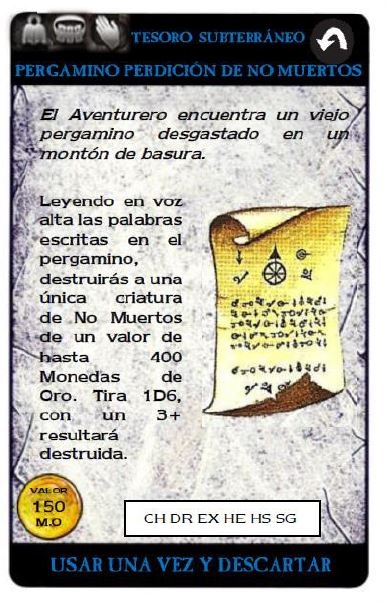 TESORO SUBTERRÁNEO
PERGAMINO PERDICIÓN DE NO MUERTOS
El Aventurero encuentra un viejo
pergamino desgastado en un
montón de basura.
Leyendo en voz
alta las palabras
escritas en el
pergamino,
destruirás a una
única criatura
de No Muertos
de un valor de
hasta 400
Monedas de
Oro. Tira 1D6,
con un 3+
resultará
destruida.
VALOR
150
M.O
CH DR EX HE HS SG
USAR UNA VEZ Y DESCARTAR